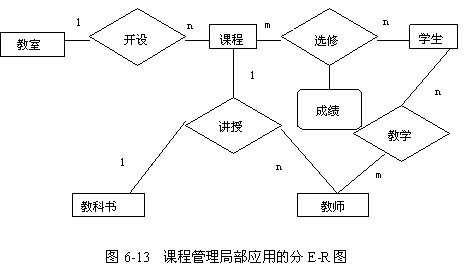 1 n m n
教室 开设 课程 选修 学生
1
成绩
n
讲授 教学
1 n m
教科书 教师
图 6-13 课程管理局部应用的分 E-R 图